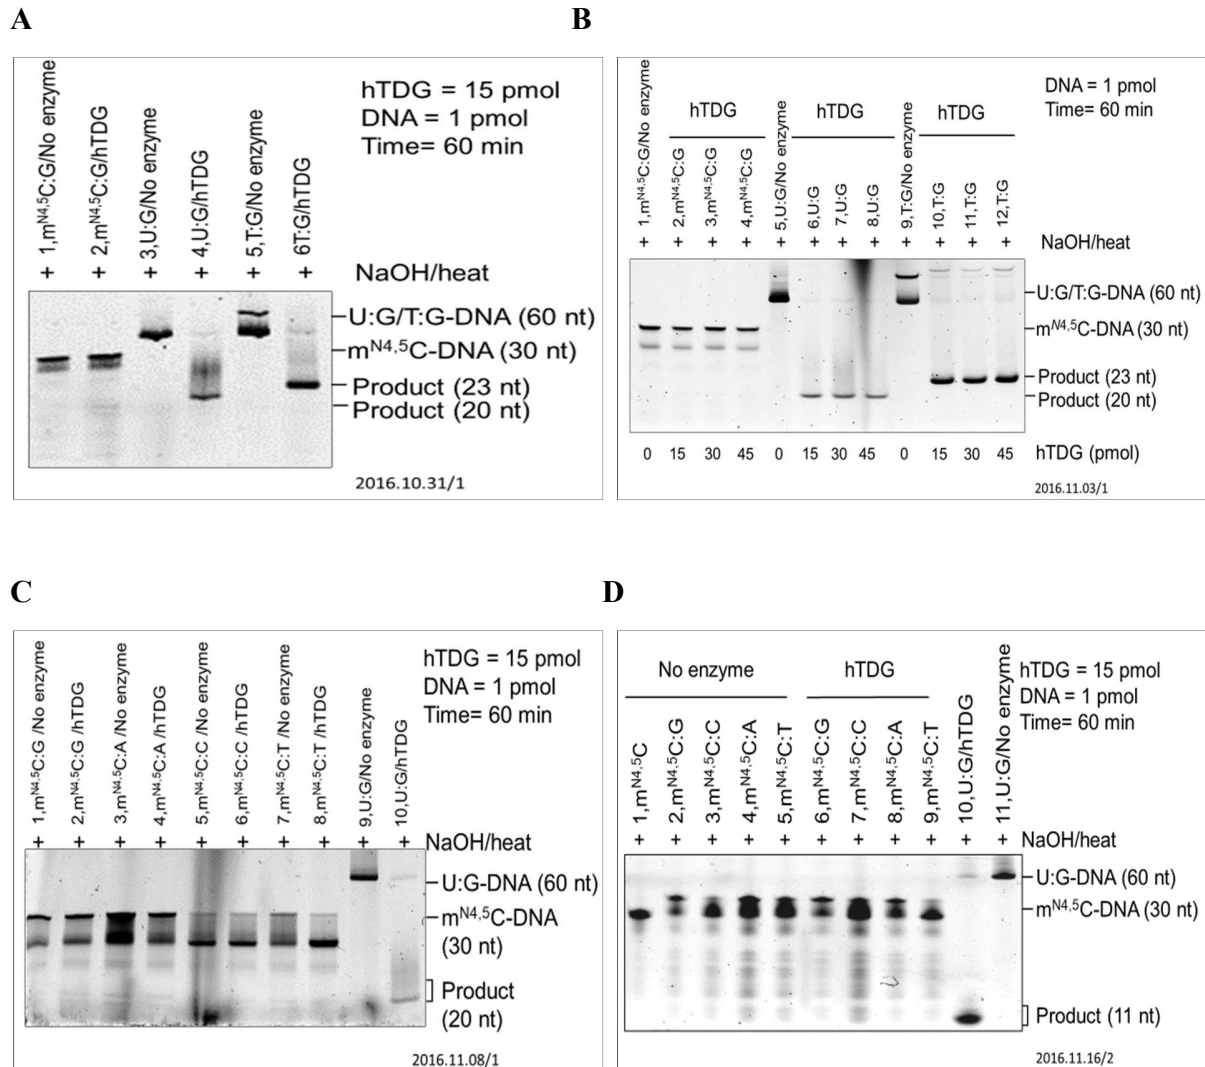 A
1,mN4,5C:G/No enzyme
2,mN4,5C:G/hTDG
3,U:G/No enzyme
4,U:G/hTDG
5,T:G/No enzyme
6T:G/hTDG
hTDG = 15 pmol
DNA = 1 pmol
Time= 60 min
+ + + + + + NaOH/heat
U:G/T:G-DNA (60 nt)
mN4,5C-DNA (30 nt)
Product (23 nt)
Product (20 nt)
2016.10.31/1
B
1,mN4,5C:G/No enzyme
hTDG
2,mN4,5C:G
3,mN4,5C:G
4,mN4,5C:G
5,U:G/No enzyme
hTDG
6,U:G
7,U:G
8,U:G
9,T:G/No enzyme
hTDG
10,T:G
11,T:G
12,T:G
DNA = 1 pmol
Time= 60 min
+ + + + + + + + + + + + NaOH/heat
U:G/T:G-DNA (60 nt)
mN4,5C-DNA (30 nt)
Product (23 nt)
Product (20 nt)
0 15 30 45 0 15 30 45 0 15 30 45 hTDG (pmol)
2016.11.03/1
C
1,mN4,5C:G /No enzyme
2,mN4,5C:G /hTDG
3,mN4,5C:A /No enzyme
4,mN4,5C:A /hTDG
5,mN4,5C:C /No enzyme
6,mN4,5C:C /hTDG
7,mN4,5C:T /No enzyme
8,mN4,5C:T /hTDG
9,U:G/No enzyme
10,U:G/hTDG
hTDG = 15 pmol
DNA = 1 pmol
Time= 60 min
+ + + + + + + + + + NaOH/heat
U:G-DNA (60 nt)
mN4,5C-DNA
(30 nt)
Product
(20 nt)
2016.11.08/1
D
No enzyme
1,mN4,5C
2,mN4,5C:G
3,mN4,5C:C
4,mN4,5C:A
5,mN4,5C:T
hTDG
6,mN4,5C:G
7,mN4,5C:C
8,mN4,5C:A
9,mN4,5C:T
10,U:G/hTDG
11,U:G/No enzyme
hTDG = 15 pmol
DNA = 1 pmol
Time= 60 min
+ + + + + + + + + + + NaOH/heat
U:G-DNA (60 nt)
mN4,5C-DNA (30 nt)
Product (11 nt)
2016.11.16/2